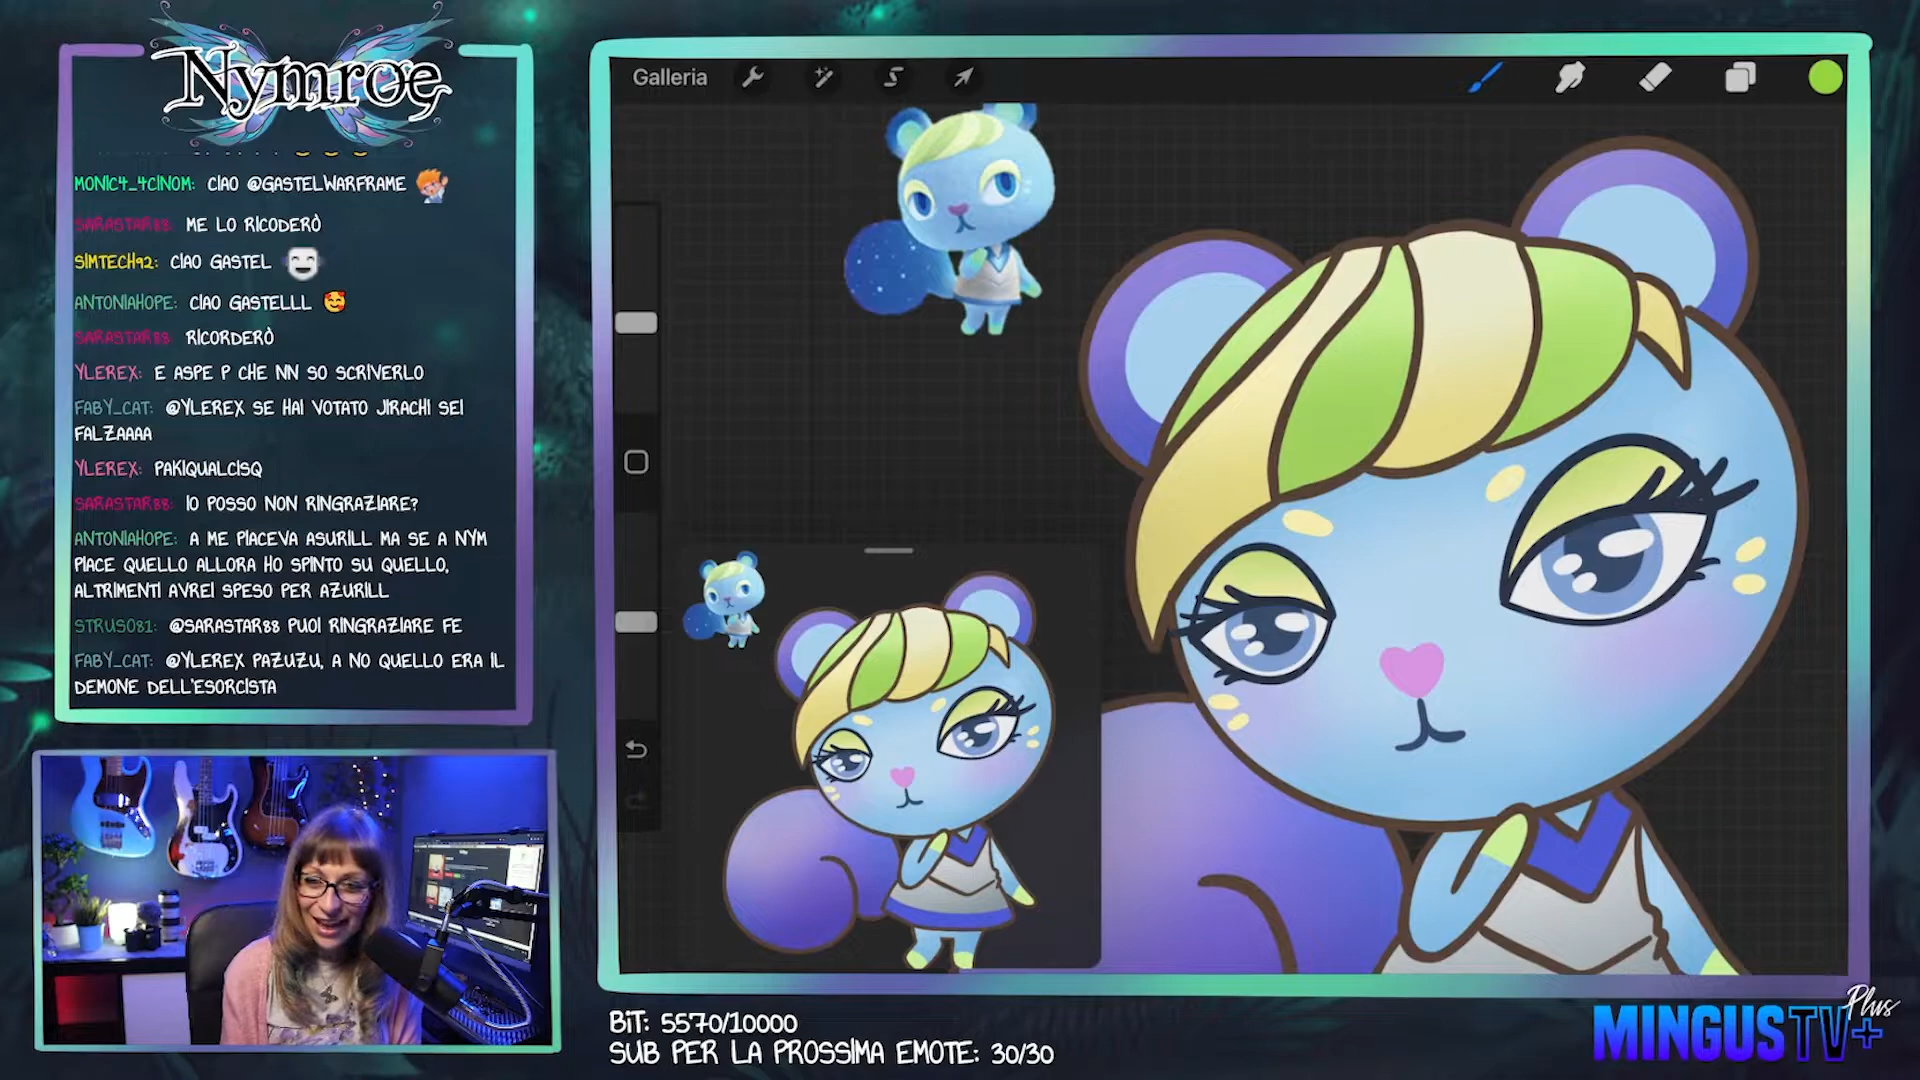 Nymroe
MONIC4_4CINOM: CIAO @GASTELWARFRAME
SARASTAR88: ME LO RICODERÒ
SIMTECH92: CIAO GASTEL
ANTONIAHOPE: CIAO GASTELLL
SARASTAR88: RICORDERÒ
YLEREX: E ASPE P CHE NN SO SCRIVERLO
FABY_CAT: @YLEREX SE HAI VOTATO JIRACHI SEI
FALZAAAA
YLEREX: PAKIQUALCISQ
SARASTAR88: IO POSSO NON RINGRAZIARE?
ANTONIAHOPE: A ME PIACEVA ASURILL MA SE A NYM
PIACE QUELLO ALLORA HO SPINTO SU QUELLO,
ALTRIMENTI AVREI SPESO PER AZURILL
STRUSO81: @SARASTAR88 PUOI RINGRAZIARE FE
FABY_CAT: @YLEREX PAZUZU, A NO QUELLO ERA IL
DEMONE DELL'ESORCISTA
Galleria
BIT: 5570/10000
SUB PER LA PROSSIMA EMOTE: 30/30
MINGUSTV+ Plus